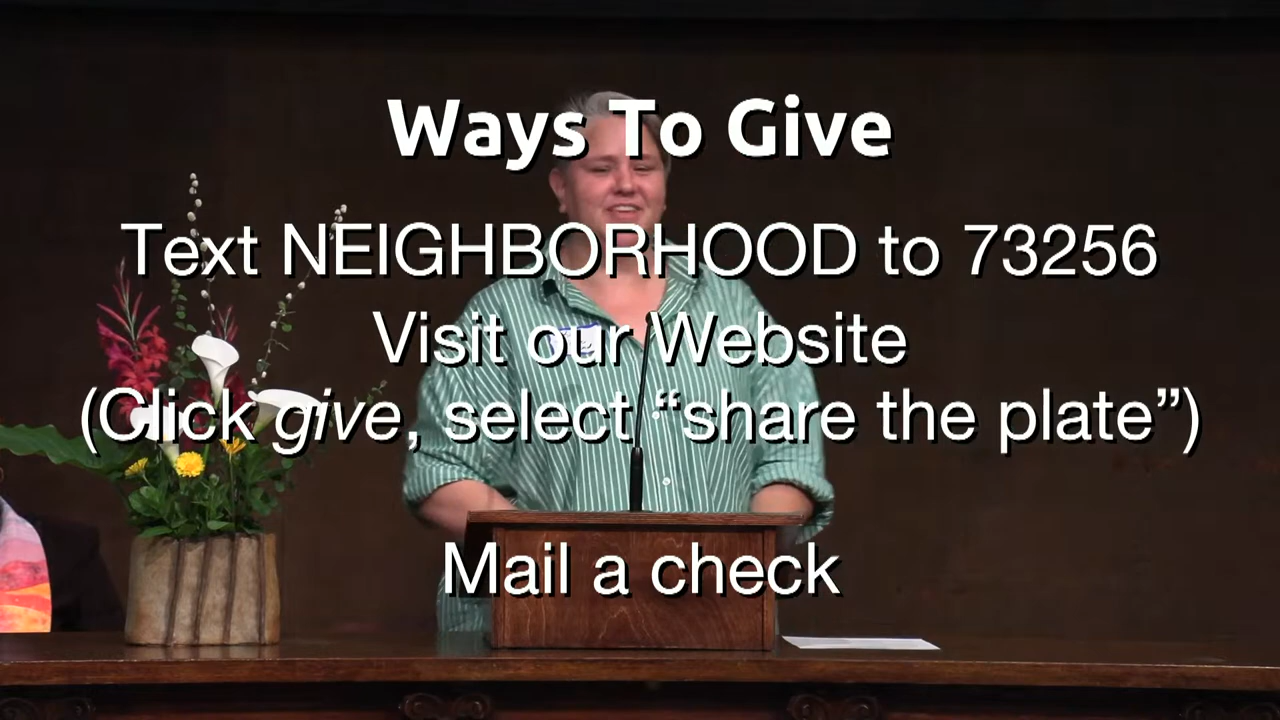 Ways To Give
Text NEIGHBORHOOD to 73256
Visit our Website
(Click give, select “share the plate”)
Mail a check